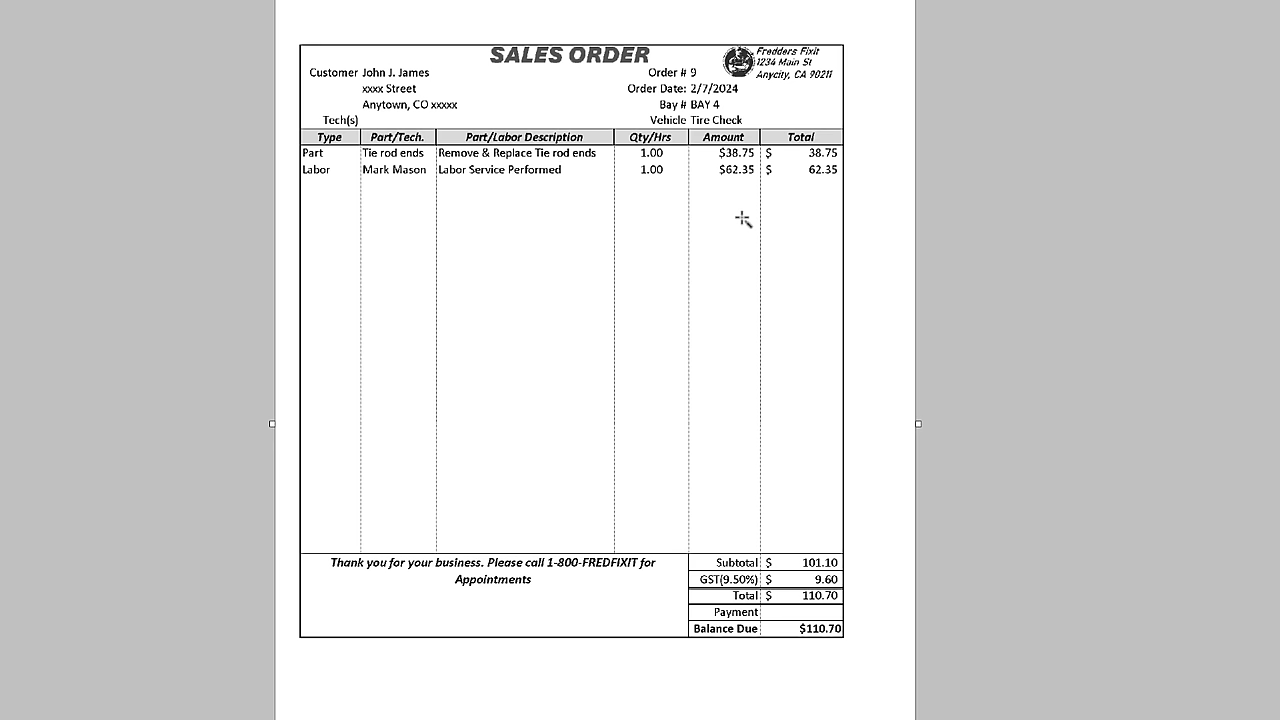 SALES ORDER
Fredders Fixit
1234 Main St
Anycity, CA 90211
Customer John J. James
Order # 9
xxxx Street
Order Date: 2/7/2024
Anytown, CO xxxxx
Bay # BAY 4
Tech(s)
Vehicle Tire Check
Type Part/Tech. Part/Labor Description Qty/Hrs Amount Total
Part Tie rod ends Remove & Replace Tie rod ends 1.00 $38.75 $ 38.75
Labor Mark Mason Labor Service Performed 1.00 $62.35 $ 62.35
Thank you for your business. Please call 1-800-FREDFIXIT for
Appointments
Subtotal $ 101.10
GST(9.50%) $ 9.60
Total $ 110.70
Payment
Balance Due $110.70